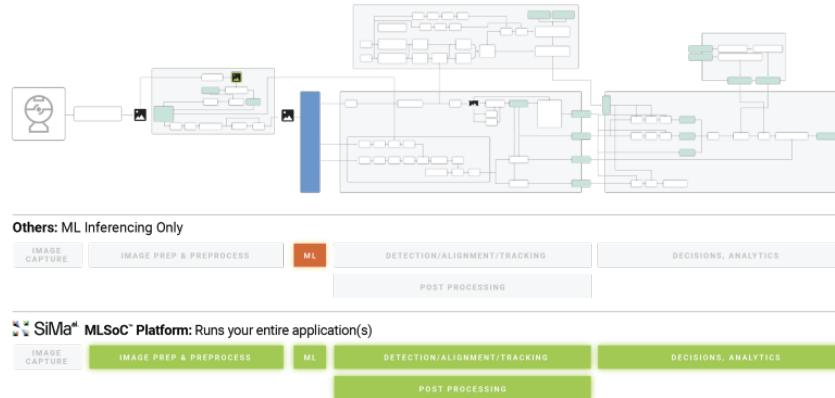 Others: ML Inferencing Only
IMAGE
CAPTURE
IMAGE PREP & PREPROCESS
ML
DETECTION/ALIGNMENT/TRACKING
DECISIONS, ANALYTICS
POST PROCESSING
SiMa.ai MLSoC™ Platform: Runs your entire application(s)
IMAGE
CAPTURE
IMAGE PREP & PREPROCESS
ML
DETECTION/ALIGNMENT/TRACKING
DECISIONS, ANALYTICS
POST PROCESSING